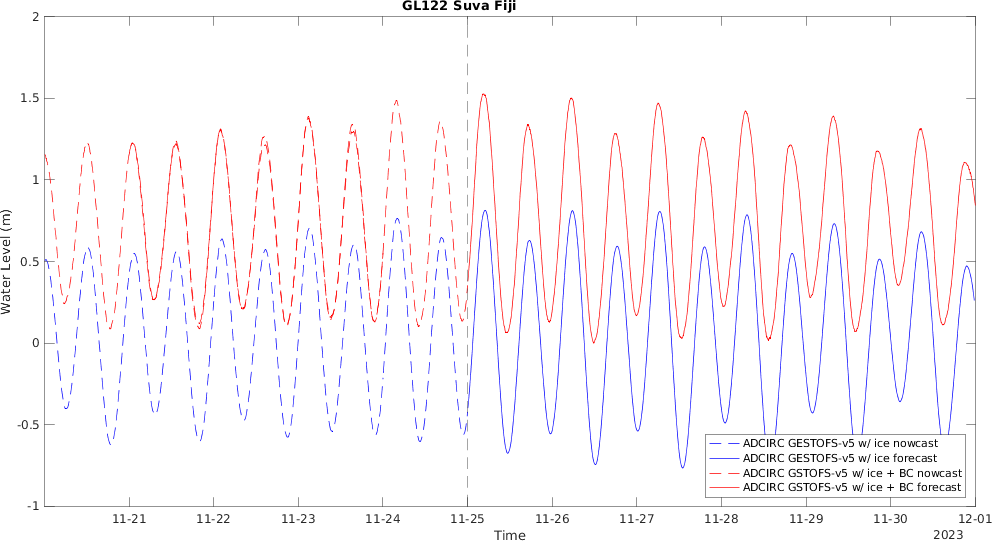 GL122 Suva Fiji
2
1.5
1
0.5
0
-0.5
-1
Water Level (m)
ADCIRC GESTOFS-v5 w/ ice nowcast
ADCIRC GESTOFS-v5 w/ ice forecast
ADCIRC GSTOFS-v5 w/ ice + BC nowcast
ADCIRC GSTOFS-v5 w/ ice + BC forecast
11-21 11-22 11-23 11-24 11-25 11-26 11-27 11-28 11-29 11-30 12-01
Time
2023